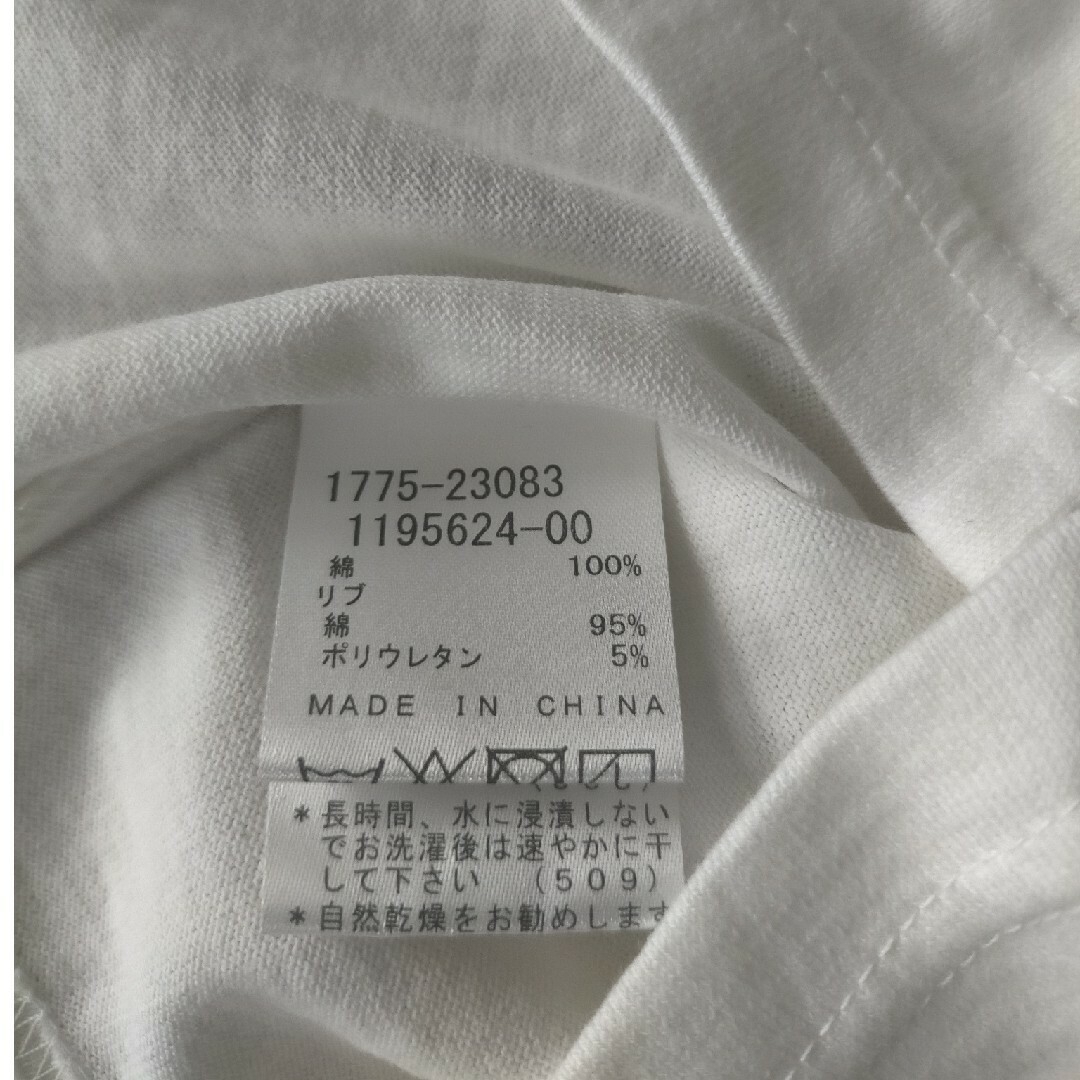 1775-23083
1195624-00
綿 100%
リブ
綿 95%
ポリウレタン 5%
MADE IN CHINA
*長時間、水に浸漬しない
でお洗濯後は速やかに干
して下さい (509)
*自然乾燥をお勧めします